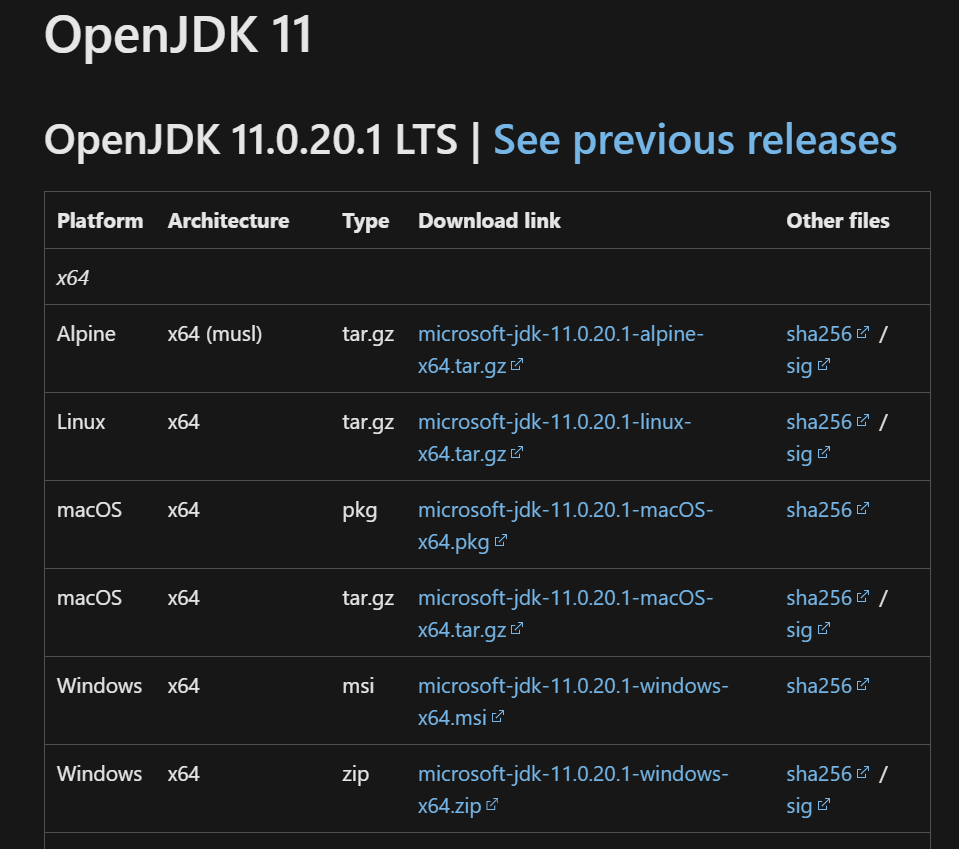 OpenJDK 11
OpenJDK 11.0.20.1 LTS | See previous releases
Platform Architecture Type Download link Other files
x64
Alpine x64 (musl) tar.gz microsoft-jdk-11.0.20.1-alpine- sha256 /
x64.tar.gz sig
Linux x64 tar.gz microsoft-jdk-11.0.20.1-linux- sha256 /
x64.tar.gz sig
macOS x64 pkg microsoft-jdk-11.0.20.1-macOS- sha256
x64.pkg
macOS x64 tar.gz microsoft-jdk-11.0.20.1-macOS- sha256 /
x64.tar.gz sig
Windows x64 msi microsoft-jdk-11.0.20.1-windows- sha256
x64.msi
Windows x64 zip microsoft-jdk-11.0.20.1-windows- sha256 /
x64.zip sig